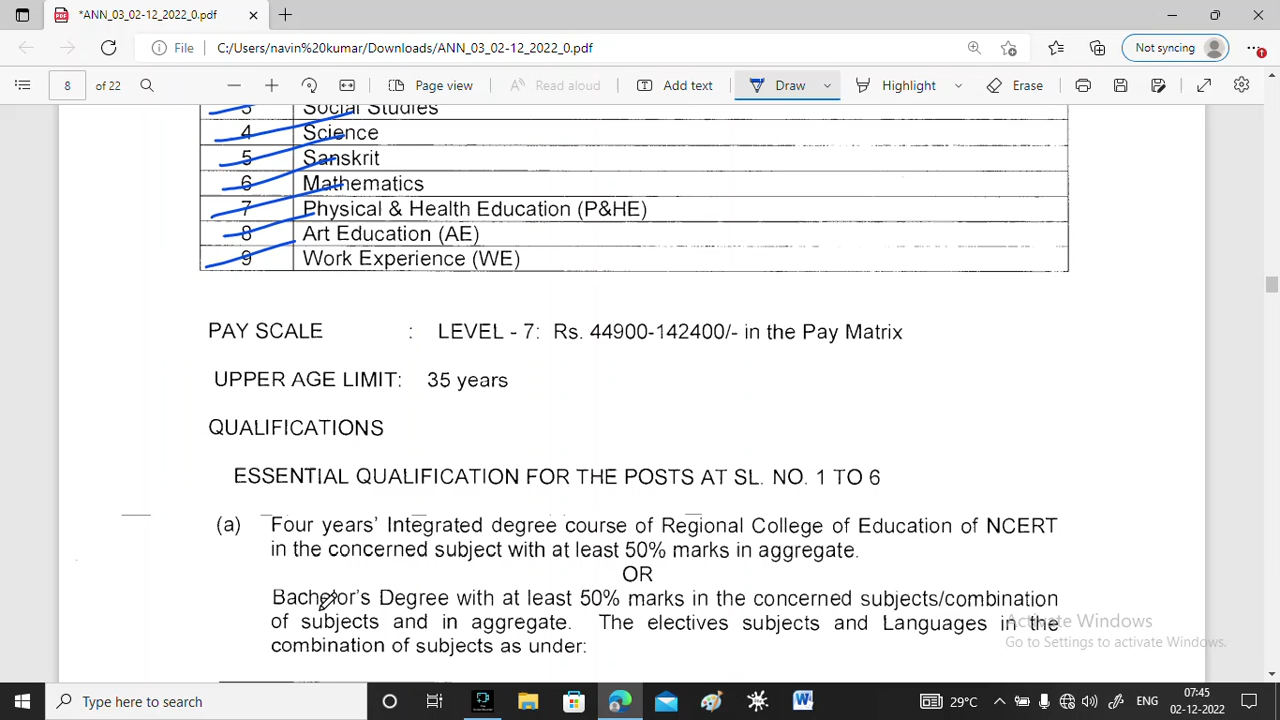 *ANN_03_02-12_2022_0.pdf
File C:/Users/navin%20kumar/Downloads/ANN_03_02-12_2022_0.pdf Not syncing
8 of 22 Page view Read aloud Add text Draw Highlight Erase
3 Social Studies
4 Science
5 Sanskrit
6 Mathematics
7 Physical & Health Education (P&HE)
8 Art Education (AE)
9 Work Experience (WE)
PAY SCALE : LEVEL - 7: Rs. 44900-142400/- in the Pay Matrix
UPPER AGE LIMIT: 35 years
QUALIFICATIONS
ESSENTIAL QUALIFICATION FOR THE POSTS AT SL. NO. 1 TO 6
(a) Four years' Integrated degree course of Regional College of Education of NCERT
in the concerned subject with at least 50% marks in aggregate.
OR
Bachelor's Degree with at least 50% marks in the concerned subjects/combination
of subjects and in aggregate. The electives subjects and Languages in the
combination of subjects as under:
Activate Windows
Go to Settings to activate Windows.
Type here to search
29°C ENG 07:45
02-12-2022